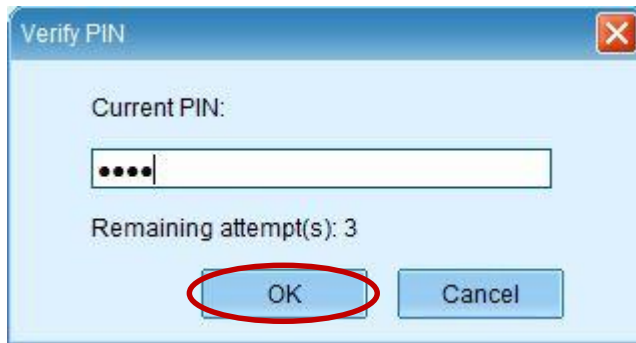 Verify PIN
Current PIN:
••••
Remaining attempt(s): 3
OK
Cancel